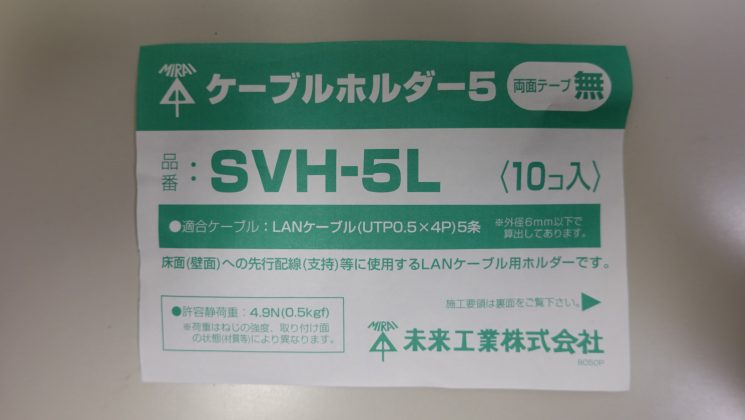 MIRAI
ケーブルホルダー5 両面テープ 無
品番：SVH-5L 〈10コ入〉
●適合ケーブル：LANケーブル(UTP0.5×4P)5条 ※外径6mm以下で
算出してあります。
床面(壁面)への先行配線(支持)等に使用するLANケーブル用ホルダーです。
●許容静荷重：4.9N(0.5kgf)
※荷重はねじの強度、取り付け面
の状態(材質等)により異なります。
施工要領は裏面をご覧下さい。▶
MIRAI 未来工業株式会社
8050P